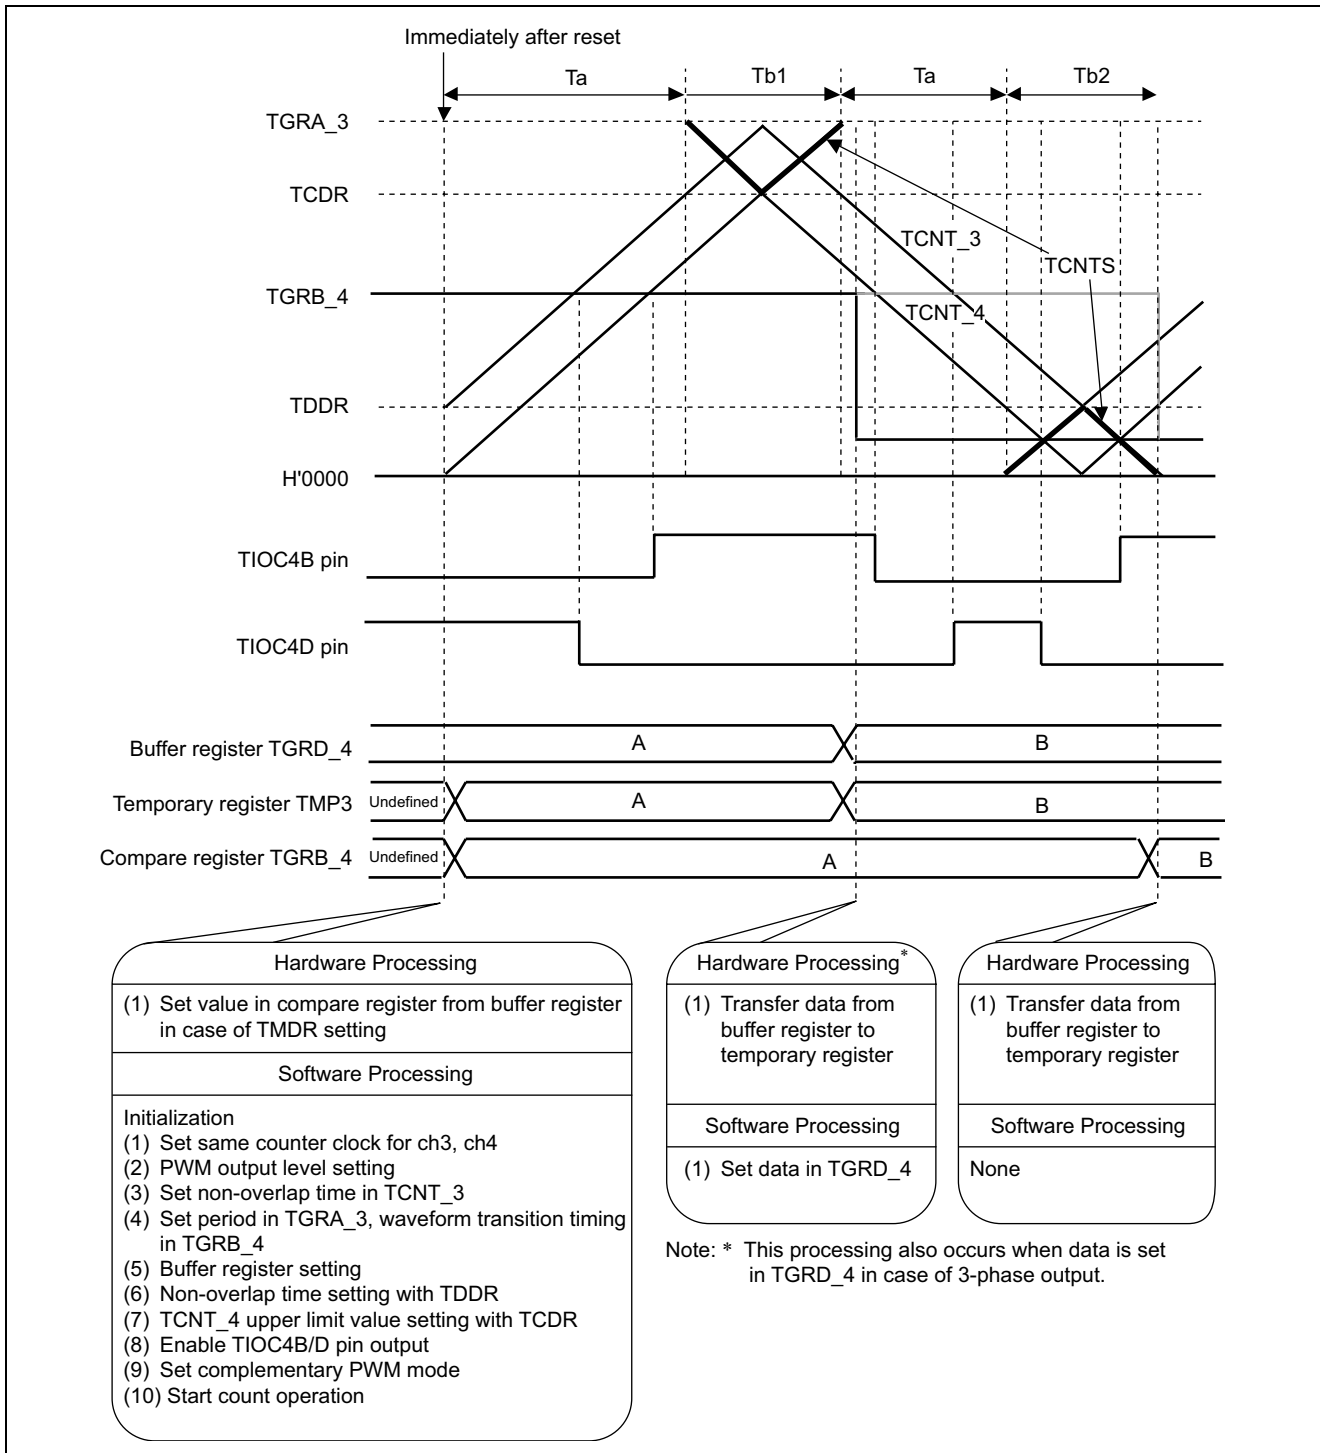 Immediately after reset
Ta Tb1 Ta Tb2
TGRA_3
TCDR
TCNT_3
TCNTS
TGRB_4
TCNT_4
TDDR
H'0000
TIOC4B pin
TIOC4D pin
Buffer register TGRD_4 A B
Temporary register TMP3 Undefined A B
Compare register TGRB_4 Undefined A B
Hardware Processing
(1) Set value in compare register from buffer register
in case of TMDR setting
Software Processing
Initialization
(1) Set same counter clock for ch3, ch4
(2) PWM output level setting
(3) Set non-overlap time in TCNT_3
(4) Set period in TGRA_3, waveform transition timing
in TGRB_4
(5) Buffer register setting
(6) Non-overlap time setting with TDDR
(7) TCNT_4 upper limit value setting with TCDR
(8) Enable TIOC4B/D pin output
(9) Set complementary PWM mode
(10) Start count operation
Hardware Processing*
(1) Transfer data from
buffer register to
temporary register
Software Processing
(1) Set data in TGRD_4
Hardware Processing
(1) Transfer data from
buffer register to
temporary register
Software Processing
None
Note: * This processing also occurs when data is set
in TGRD_4 in case of 3-phase output.